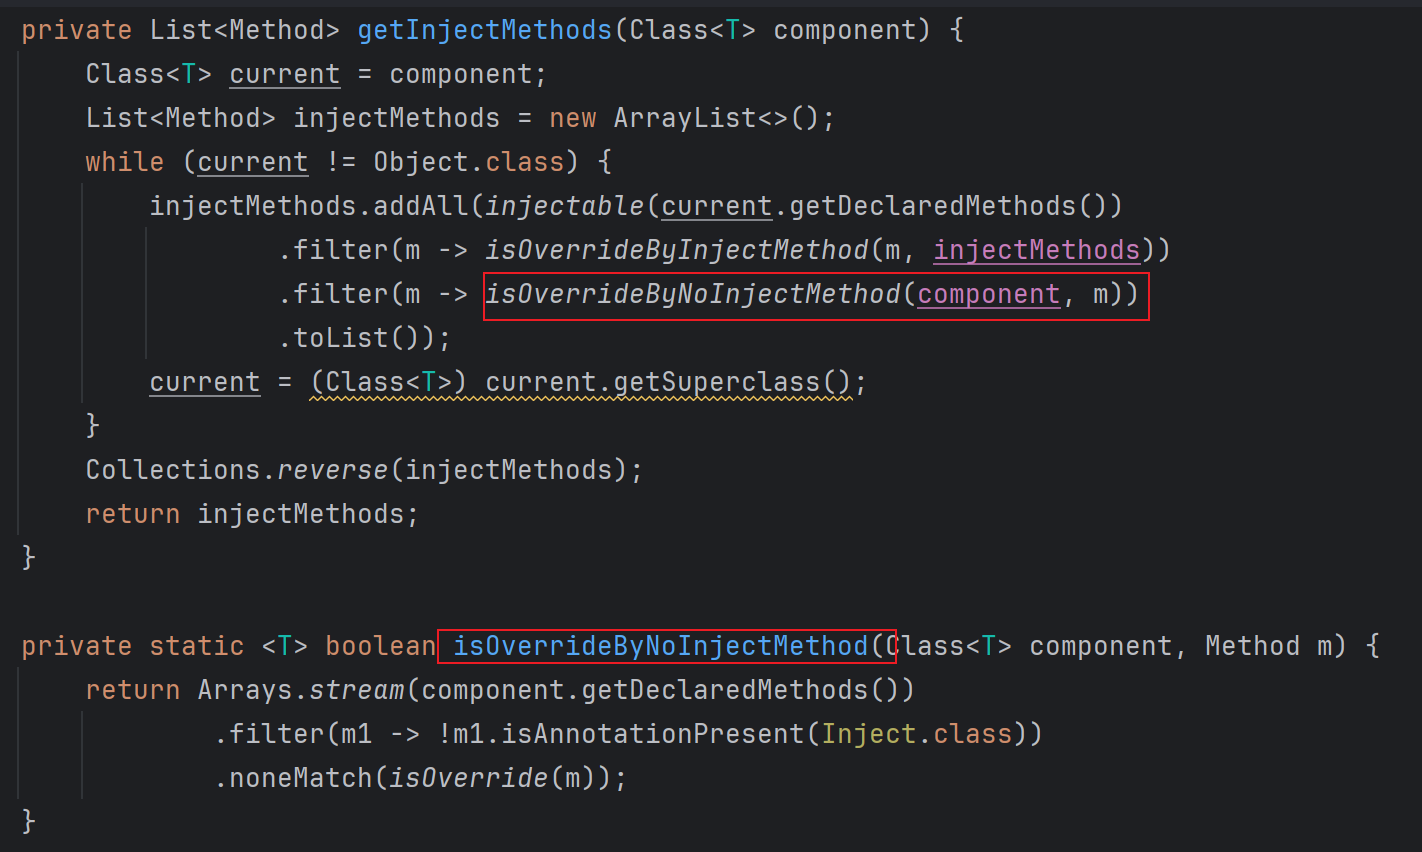 private List<Method> getInjectMethods(Class<T> component) {
    Class<T> current = component;
    List<Method> injectMethods = new ArrayList<>();
    while (current != Object.class) {
        injectMethods.addAll(injectable(current.getDeclaredMethods())
                .filter(m -> isOverrideByInjectMethod(m, injectMethods))
                .filter(m -> isOverrideByNoInjectMethod(component, m))
                .toList());
        current = (Class<T>) current.getSuperclass();
    }
    Collections.reverse(injectMethods);
    return injectMethods;
}

private static <T> boolean isOverrideByNoInjectMethod(Class<T> component, Method m) {
    return Arrays.stream(component.getDeclaredMethods())
            .filter(m1 -> !m1.isAnnotationPresent(Inject.class))
            .noneMatch(isOverride(m));
}